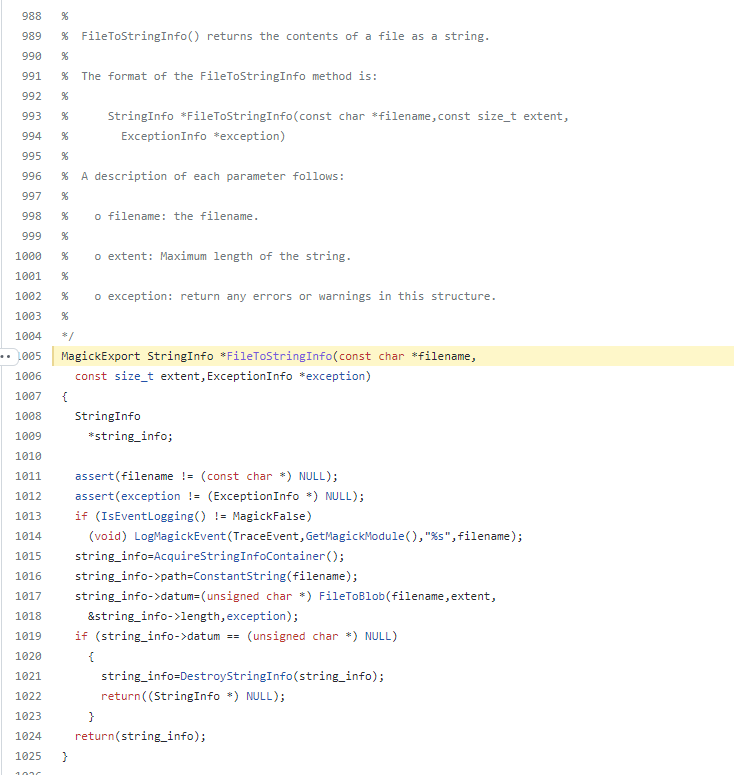 988 %
989 %  FileToStringInfo() returns the contents of a file as a string.
990 %
991 %  The format of the FileToStringInfo method is:
992 %
993 %      StringInfo *FileToStringInfo(const char *filename,const size_t extent,
994 %        ExceptionInfo *exception)
995 %
996 %  A description of each parameter follows:
997 %
998 %    o filename: the filename.
999 %
1000 %    o extent: Maximum length of the string.
1001 %
1002 %    o exception: return any errors or warnings in this structure.
1003 %
1004 */
1005 MagickExport StringInfo *FileToStringInfo(const char *filename,
1006   const size_t extent,ExceptionInfo *exception)
1007 {
1008   StringInfo
1009     *string_info;
1010
1011   assert(filename != (const char *) NULL);
1012   assert(exception != (ExceptionInfo *) NULL);
1013   if (IsEventLogging() != MagickFalse)
1014     (void) LogMagickEvent(TraceEvent,GetMagickModule(),"%s",filename);
1015   string_info=AcquireStringInfoContainer();
1016   string_info->path=ConstantString(filename);
1017   string_info->datum=(unsigned char *) FileToBlob(filename,extent,
1018     &string_info->length,exception);
1019   if (string_info->datum == (unsigned char *) NULL)
1020     {
1021       string_info=DestroyStringInfo(string_info);
1022       return((StringInfo *) NULL);
1023     }
1024   return(string_info);
1025 }